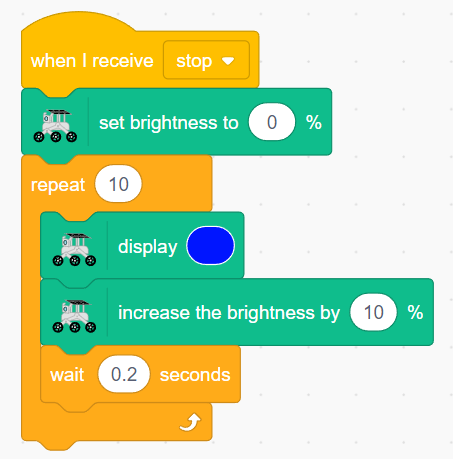 when I receive stop
set brightness to 0 %
repeat 10
display
increase the brightness by 10 %
wait 0.2 seconds